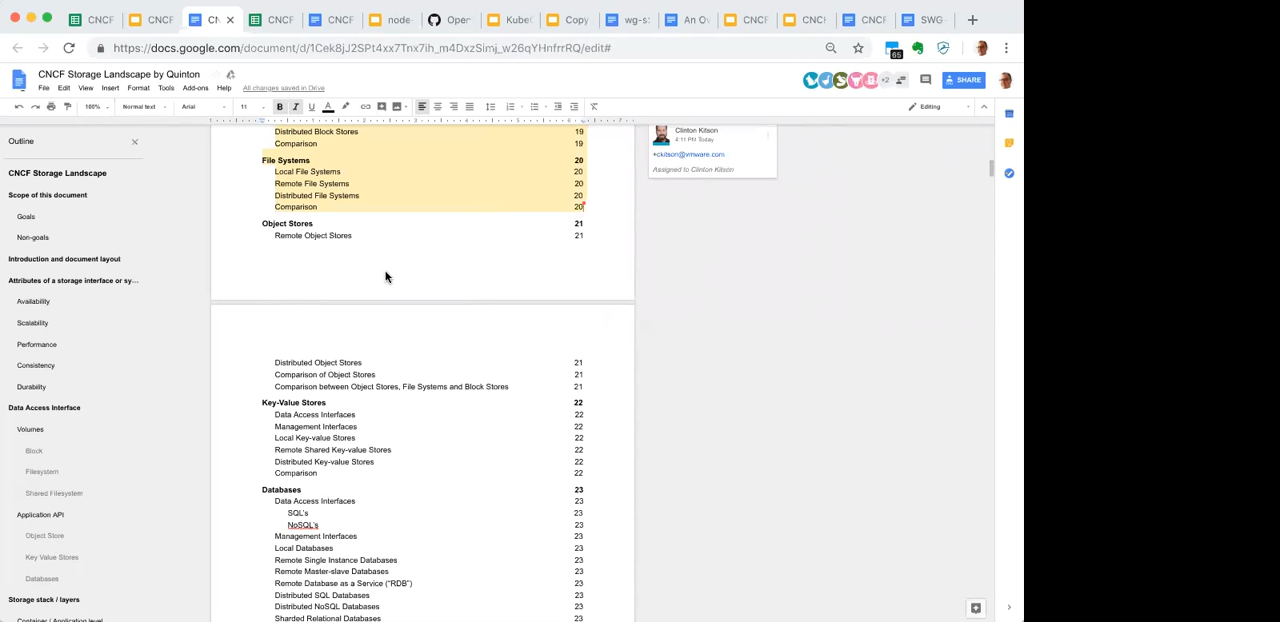 CNCF
CNCF
CN
CNCF
CNCF
node-
Oper
Kube
Copy
wg-s
An Ov
CNCF
CNCF
CNCF
SWG-
https://docs.google.com/document/d/1Cek8jJ2SPt4xx7Tnx7ih_m4DxzSimj_w26qYHnfrrRQ/edit#
65
CNCF Storage Landscape by Quinton
File Edit View Insert Format Tools Add-ons Help All changes saved in Drive
+2
SHARE
100% Normal text Arial 11 B I U A Editing
Outline
CNCF Storage Landscape
Scope of this document
Goals
Non-goals
Introduction and document layout
Attributes of a storage interface or sy...
Availability
Scalability
Performance
Consistency
Durability
Data Access Interface
Volumes
Block
Filesystem
Shared Filesystem
Application API
Object Store
Key Value Stores
Databases
Storage stack / layers
Container / Application level
Distributed Block Stores 19
Comparison 19
File Systems 20
Local File Systems 20
Remote File Systems 20
Distributed File Systems 20
Comparison 20
Object Stores 21
Remote Object Stores 21
Distributed Object Stores 21
Comparison of Object Stores 21
Comparison between Object Stores, File Systems and Block Stores 21
Key-Value Stores 22
Data Access Interfaces 22
Management Interfaces 22
Local Key-value Stores 22
Remote Shared Key-value Stores 22
Distributed Key-value Stores 22
Comparison 22
Databases 23
Data Access Interfaces 23
SQL's 23
NoSQL's 23
Management Interfaces 23
Local Databases 23
Remote Single Instance Databases 23
Remote Master-slave Databases 23
Remote Database as a Service ("RDB") 23
Distributed SQL Databases 23
Distributed NoSQL Databases 23
Sharded Relational Databases 23
Clinton Kitson
4:11 PM Today
+ckitson@vmware.com
Assigned to Clinton Kitson